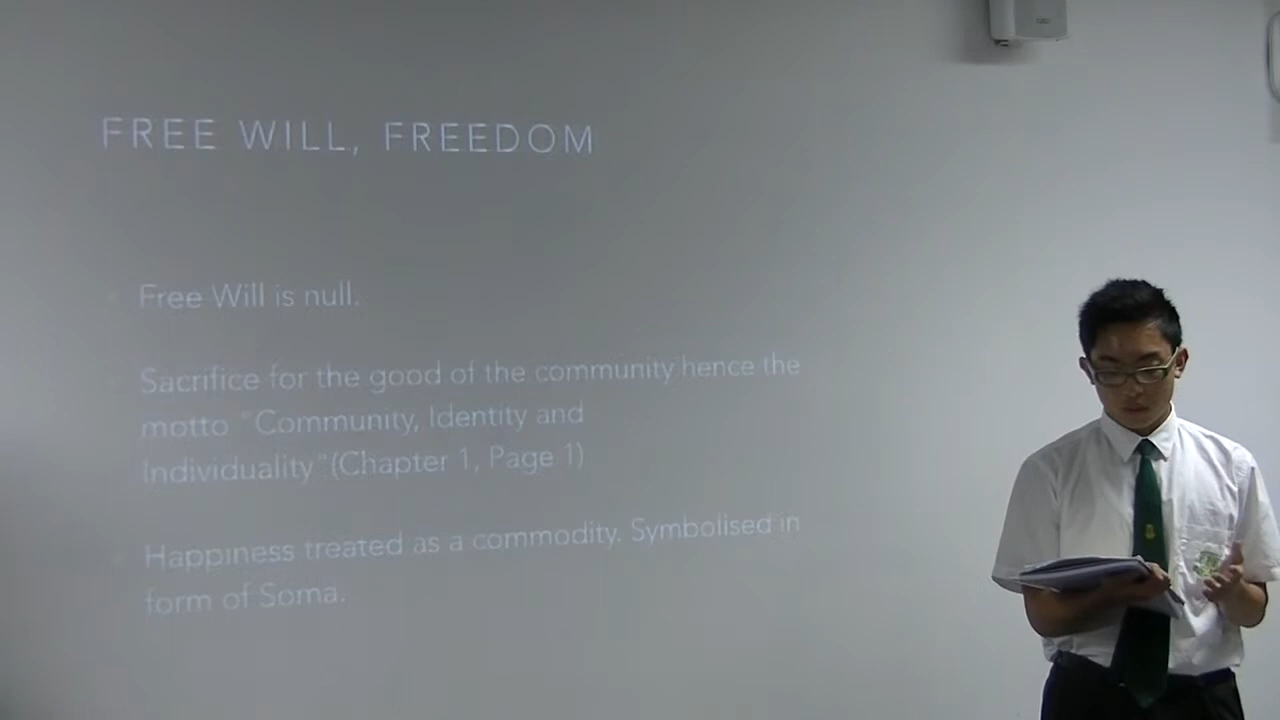 FREE WILL, FREEDOM
Free Will is null.
Sacrifice for the good of the community hence the
motto "Community, Identity and
Individuality"(Chapter 1, Page 1)
Happiness treated as a commodity. Symbolised in
form of Soma.